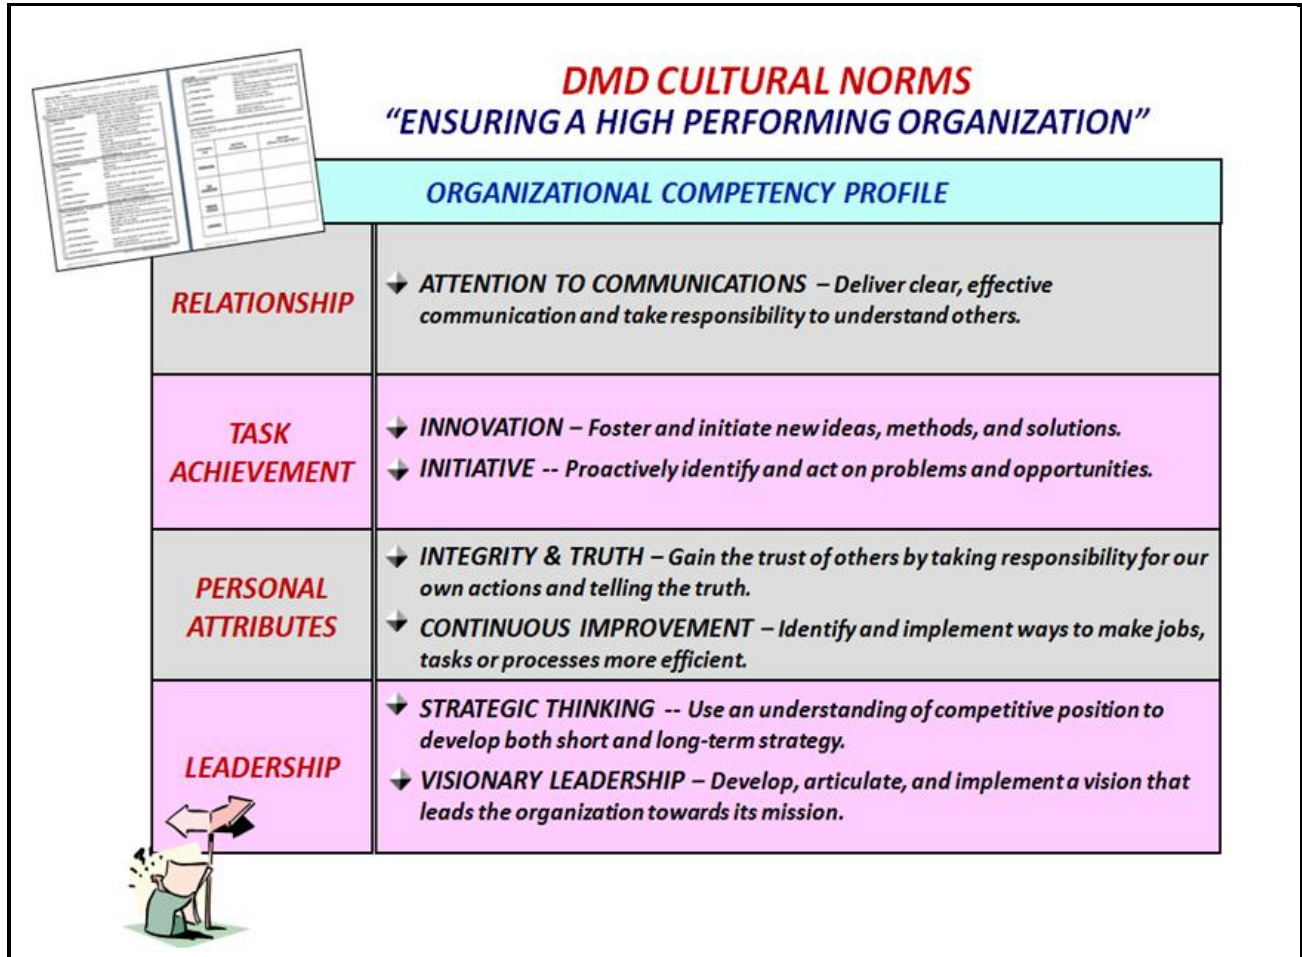 DMD CULTURAL NORMS
“ENSURING A HIGH PERFORMING ORGANIZATION”
ORGANIZATIONAL COMPETENCY PROFILE
RELATIONSHIP
ATTENTION TO COMMUNICATIONS – Deliver clear, effective
communication and take responsibility to understand others.
TASK
ACHIEVEMENT
INNOVATION – Foster and initiate new ideas, methods, and solutions.
INITIATIVE -- Proactively identify and act on problems and opportunities.
PERSONAL
ATTRIBUTES
INTEGRITY & TRUTH – Gain the trust of others by taking responsibility for our
own actions and telling the truth.
CONTINUOUS IMPROVEMENT – Identify and implement ways to make jobs,
tasks or processes more efficient.
LEADERSHIP
STRATEGIC THINKING -- Use an understanding of competitive position to
develop both short and long-term strategy.
VISIONARY LEADERSHIP – Develop, articulate, and implement a vision that
leads the organization towards its mission.